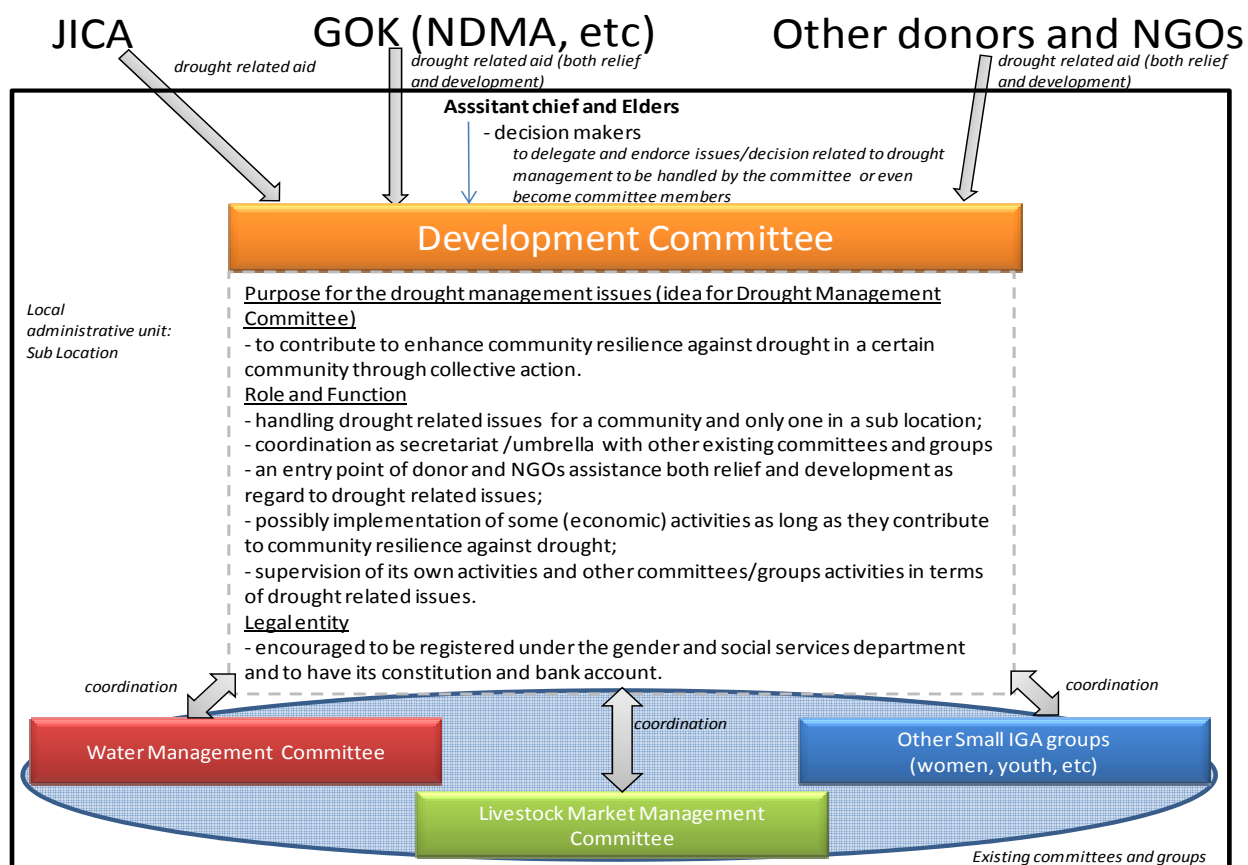 JICA
GOK (NDMA, etc)
Other donors and NGOs
drought related aid
drought related aid (both relief
and development)
drought related aid (both relief
and development)
Asssitant chief and Elders
- decision makers
to delegate and endorce issues/decision related to drought
management to be handled by the committee or even
become committee members
Development Committee
Local
administrative unit:
Sub Location
Purpose for the drought management issues (idea for Drought Management
Committee)
- to contribute to enhance community resilience against drought in a certain
community through collective action.
Role and Function
- handling drought related issues for a community and only one in a sub location;
- coordination as secretariat /umbrella with other existing committees and groups
- an entry point of donor and NGOs assistance both relief and development as
regard to drought related issues;
- possibly implementation of some (economic) activities as long as they contribute
to community resilience against drought;
- supervision of its own activities and other committees/groups activities in terms
of drought related issues.
Legal entity
- encouraged to be registered under the gender and social services department
and to have its constitution and bank account.
coordination
coordination
coordination
Water Management Committee
Other Small IGA groups
(women, youth, etc)
Livestock Market Management
Committee
Existing committees and groups